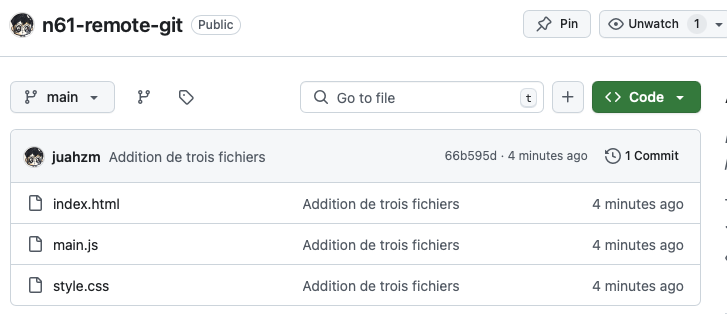 n61-remote-git Public Pin Unwatch 1
main Go to file t Code
juahzm Addition de trois fichiers 66b595d · 4 minutes ago 1 Commit
index.html Addition de trois fichiers 4 minutes ago
main.js Addition de trois fichiers 4 minutes ago
style.css Addition de trois fichiers 4 minutes ago